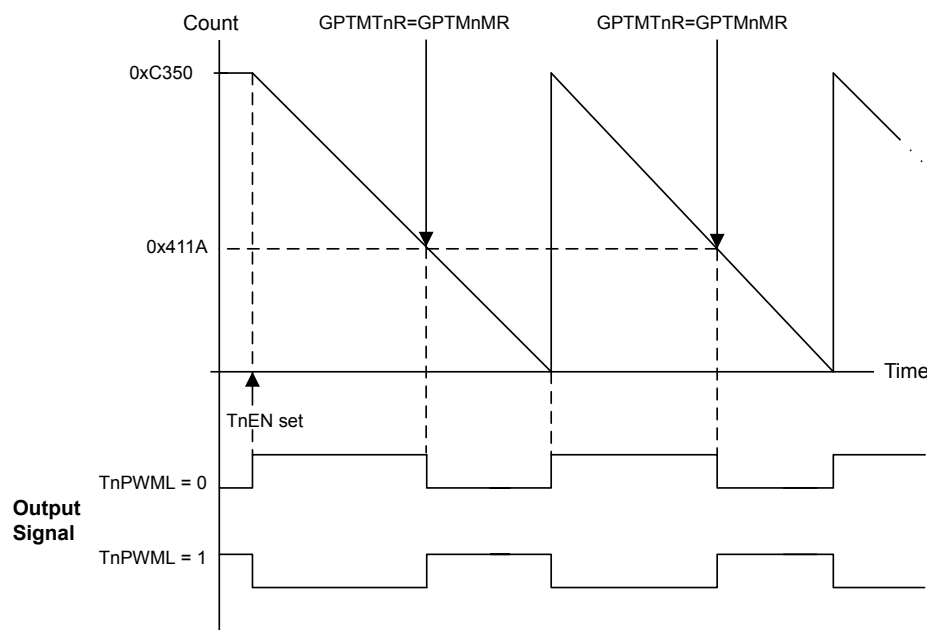 Count
GPTMTnR=GPTMnMR
GPTMTnR=GPTMnMR
0xC350
0x411A
Time
TnEN set
TnPWML = 0
Output
Signal
TnPWML = 1